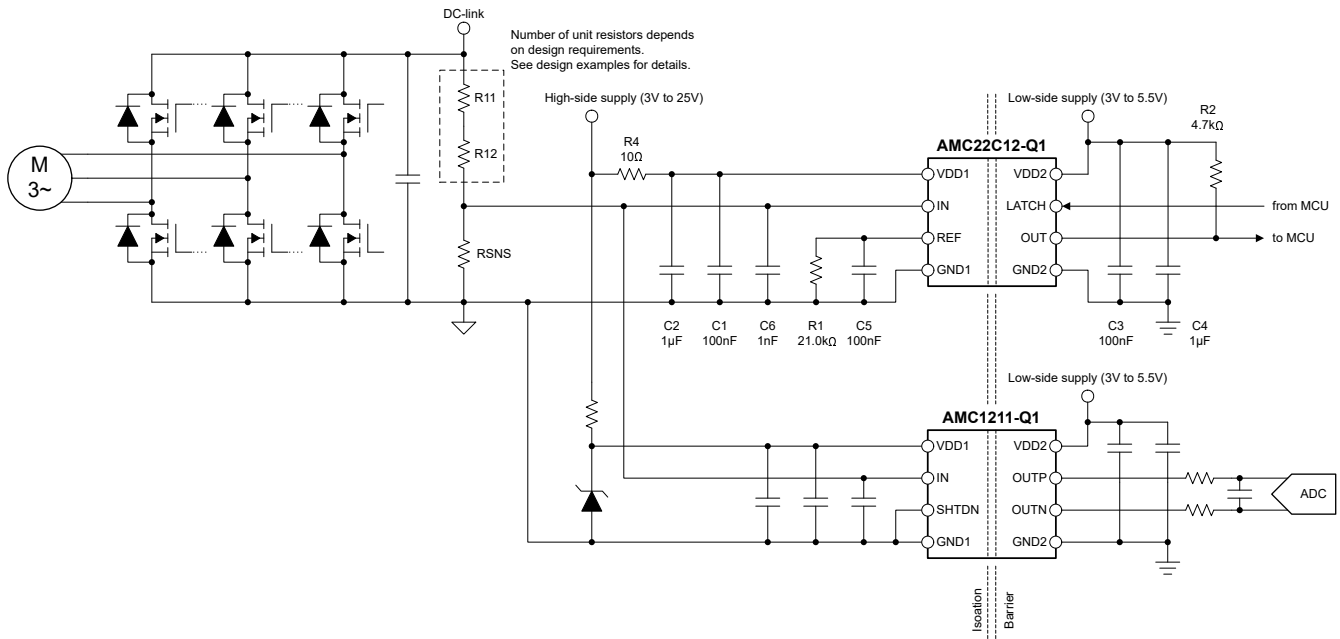 DC-link
Number of unit resistors depends
on design requirements.
See design examples for details.
R11
R12
RSNS
M
3~
High-side supply (3V to 25V)
R4
10Ω
Low-side supply (3V to 5.5V)
R2
4.7kΩ
AMC22C12-Q1
VDD1
IN
REF
GND1
VDD2
LATCH
OUT
GND2
from MCU
to MCU
C2
1µF
C1
100nF
C6
1nF
R1
21.0kΩ
C5
100nF
C3
100nF
C4
1µF
Low-side supply (3V to 5.5V)
AMC1211-Q1
VDD1
IN
SHTDN
GND1
VDD2
OUTP
OUTN
GND2
ADC
Isoation
Barrier